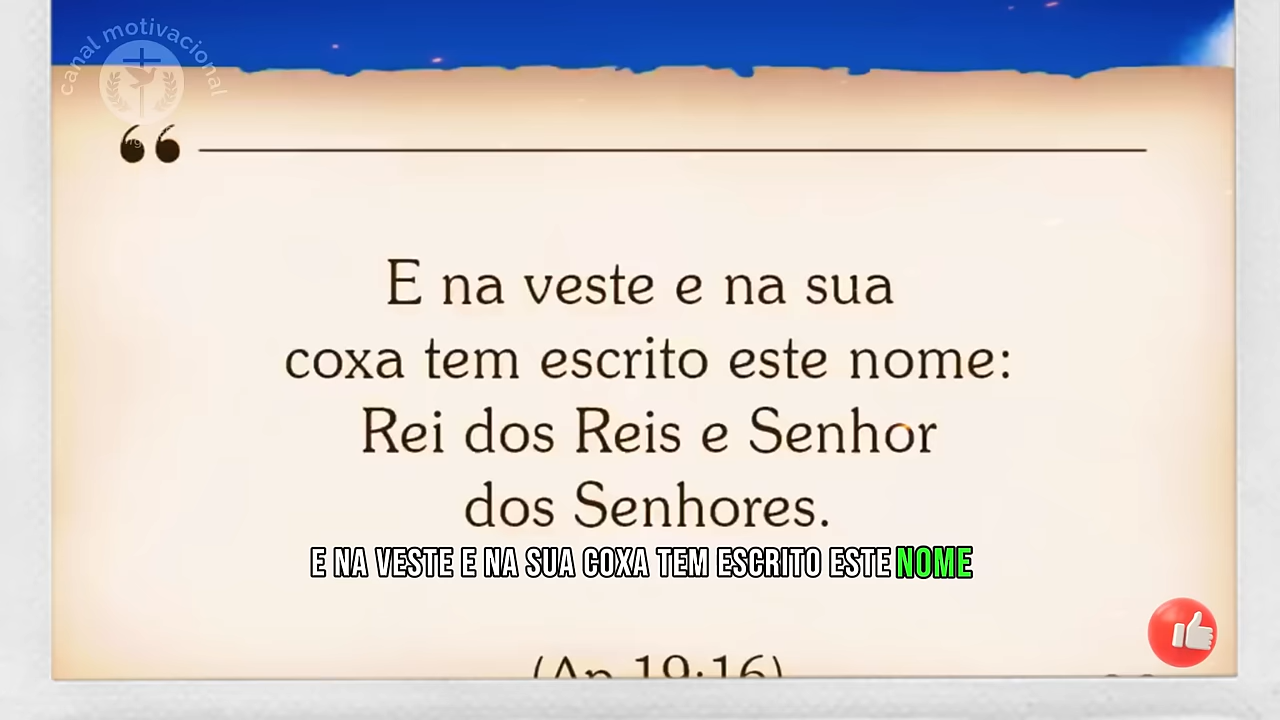 canal motivacional
E na veste e na sua
coxa tem escrito este nome:
Rei dos Reis e Senhor
dos Senhores.
E NA VESTE E NA SUA COXA TEM ESCRITO ESTE NOME
(Ap 19:16)